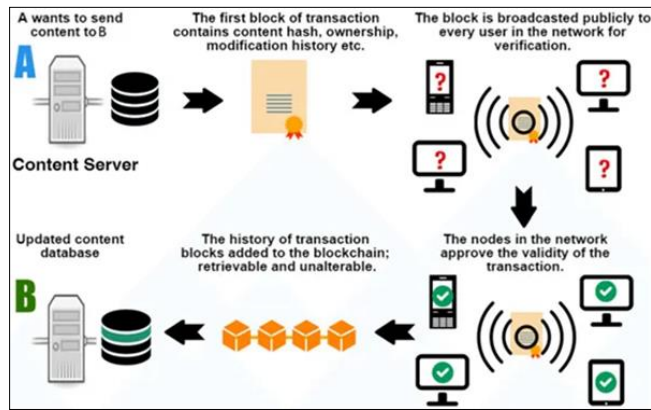 A wants to send
content to B
The first block of transaction
contains content hash, ownership,
modification history etc.
The block is broadcasted publicly to
every user in the network for
verification.
A
?
?
?
?
Content Server
Updated content
database
The history of transaction
blocks added to the blockchain;
retrievable and unalterable.
The nodes in the network
approve the validity of the
transaction.
B